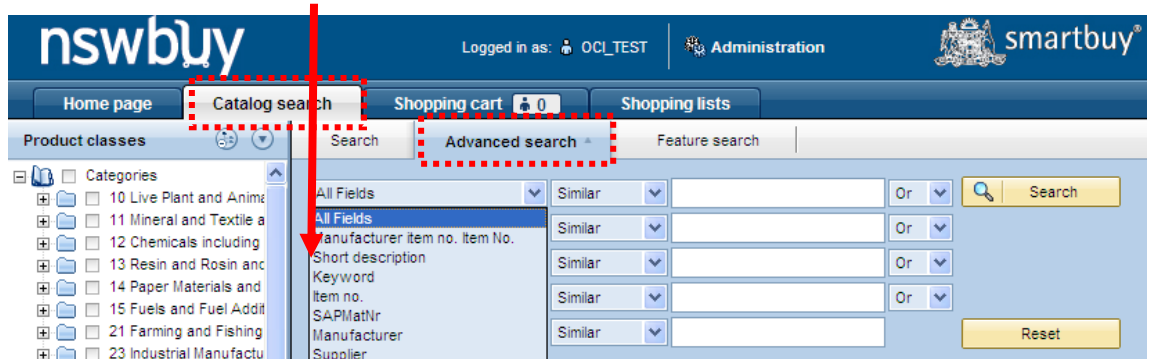 nswbuy
Logged in as: OCI_TEST
Administration
smartbuy®
Home page
Catalog search
Shopping cart 0
Shopping lists
Product classes
Search
Advanced search
Feature search
Categories
10 Live Plant and Anima
11 Mineral and Textile a
12 Chemicals including
13 Resin and Rosin and
14 Paper Materials and
15 Fuels and Fuel Addit
21 Farming and Fishing
23 Industrial Manufactu
All Fields Similar Or Search
All Fields
Manufacturer item no. Item No.
Short description
Keyword
Item no.
SAPMatNr
Manufacturer
Supplier
Similar Or
Similar Or
Similar Or
Similar Reset